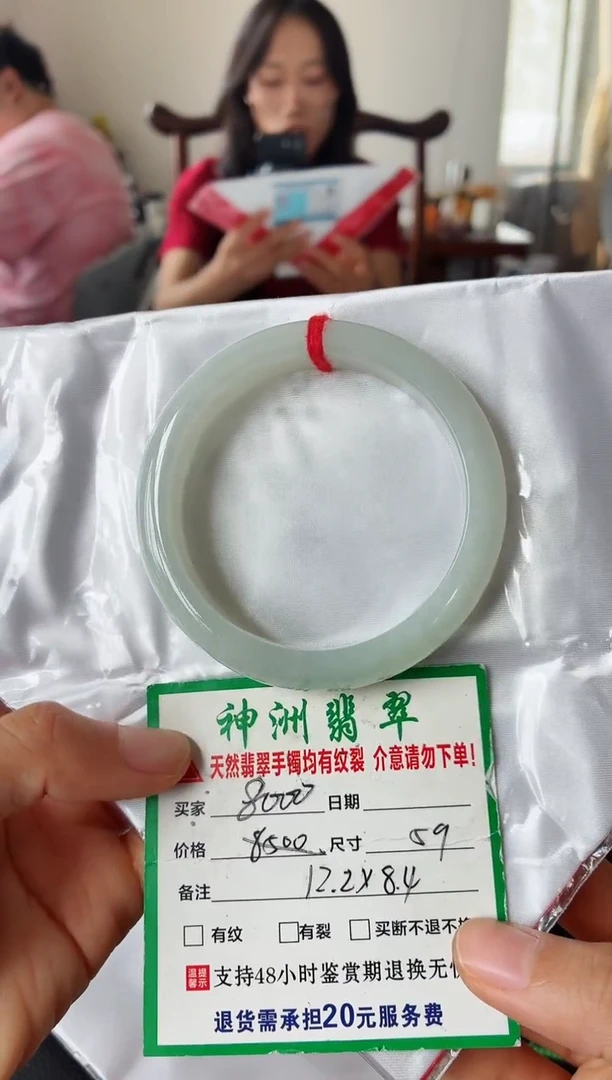 神洲翡翠
天然翡翠手镯均有纹裂 介意请勿下单!
买家 8000 日期
价格 8500 尺寸 59
备注 12.2X8.4
□ 有纹 □有裂 □买断不退不
温馨提示 支持48小时鉴赏期退换无
退货需承担20元服务费